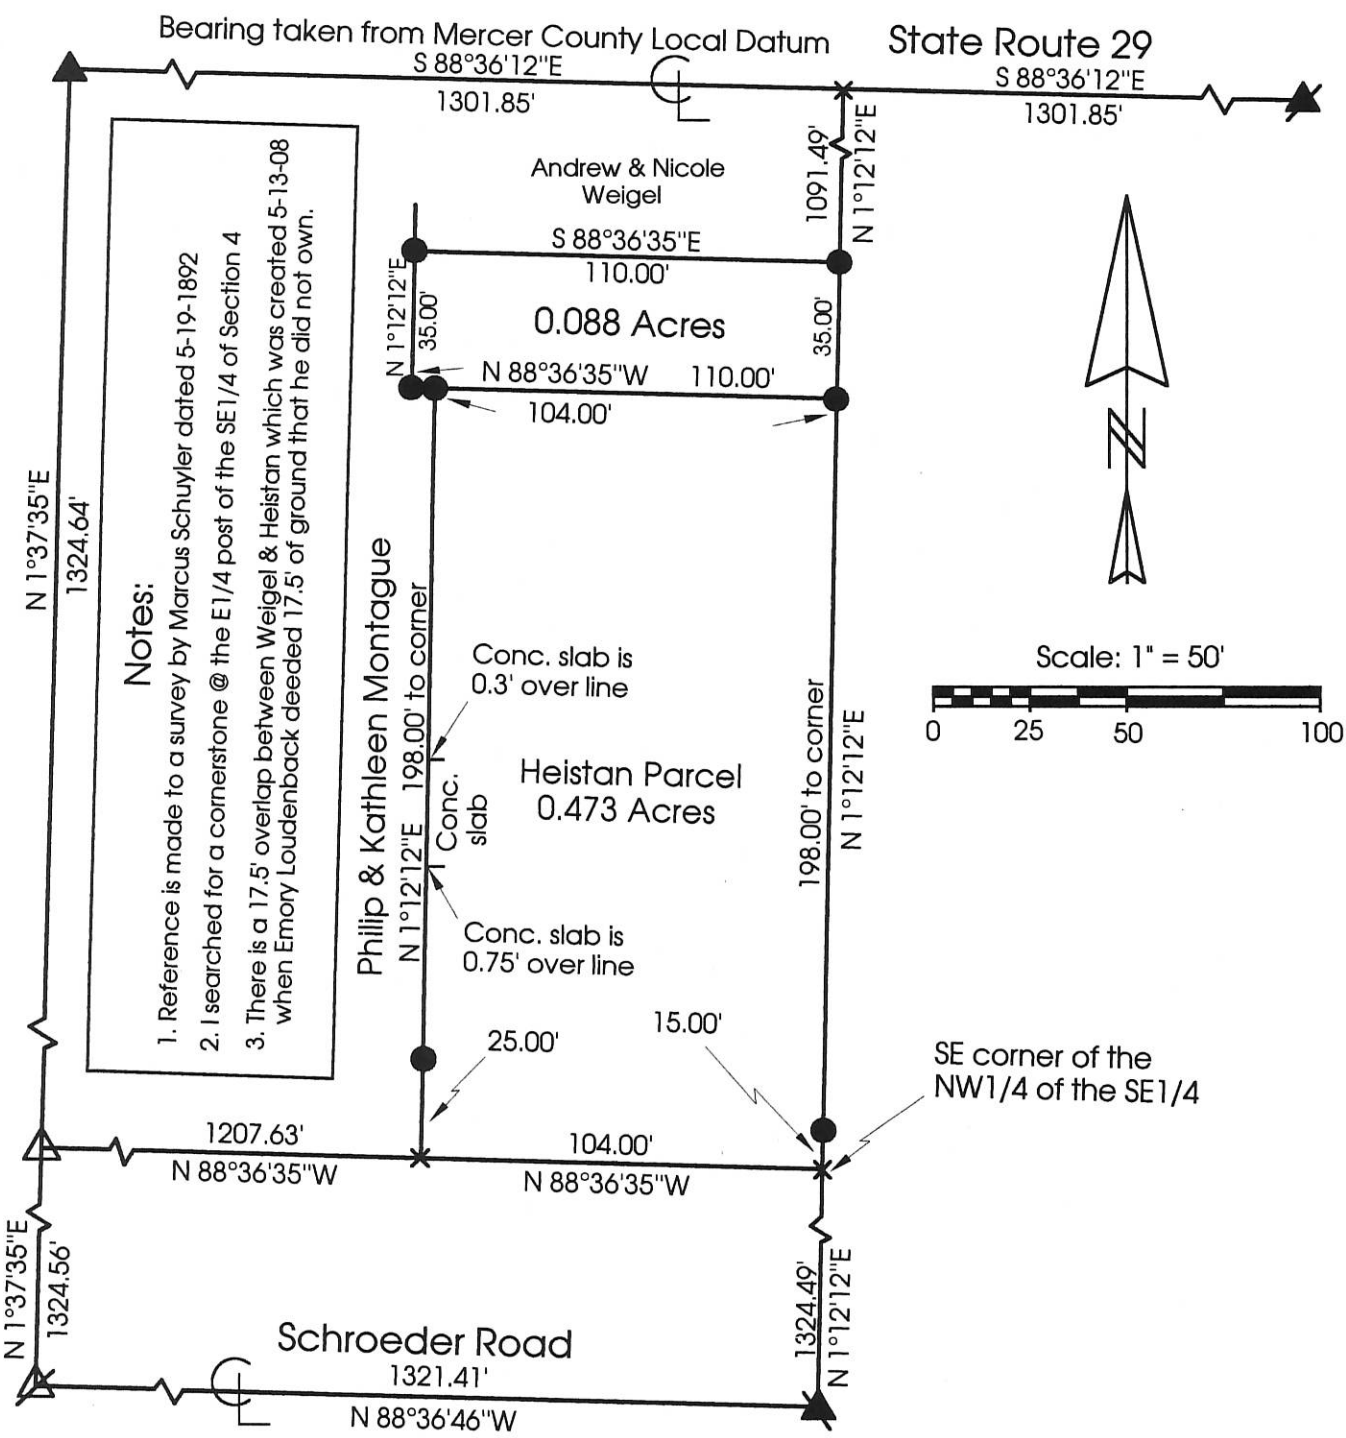 Bearing taken from Mercer County Local Datum
State Route 29
S 88°36'12"E
1301.85'
S 88°36'12"E
1301.85'
1091.49'
N 1°12'12"E
Andrew & Nicole
Weigel
S 88°36'35"E
110.00'
N 1°12'12"E
35.00'
0.088 Acres
35.00'
N 88°36'35"W 110.00'
104.00'
N 1°37'35"E
1324.64'
Notes:
1. Reference is made to a survey by Marcus Schuyler dated 5-19-1892
2. I searched for a cornerstone @ the E1/4 post of the SE1/4 of Section 4
3. There is a 17.5' overlap between Weigel & Heistan which was created 5-13-08
when Emory Loudenback deeded 17.5' of ground that he did not own.
N
Scale: 1" = 50'
0 25 50 100
Philip & Kathleen Montague
N 1°12'12"E 198.00' to corner
Conc. slab is
0.3' over line
Conc.
slab
Heistan Parcel
0.473 Acres
198.00' to corner
N 1°12'12"E
Conc. slab is
0.75' over line
25.00'
15.00'
SE corner of the
NW1/4 of the SE1/4
1207.63'
N 88°36'35"W
104.00'
N 88°36'35"W
N 1°37'35"E
1324.56'
1324.49'
N 1°12'12"E
Schroeder Road
1321.41'
N 88°36'46"W